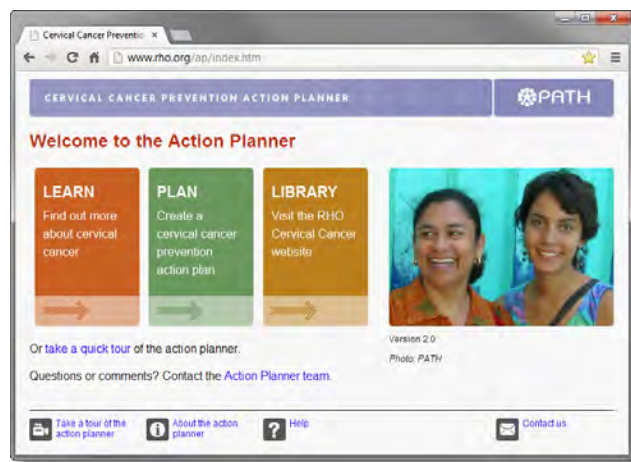 Cervical Cancer Preventio
www.rho.org/ap/index.htm
CERVICAL CANCER PREVENTION ACTION PLANNER
PATH
Welcome to the Action Planner
LEARN
Find out more
about cervical
cancer
PLAN
Create a
cervical cancer
prevention
action plan
LIBRARY
Visit the RHO
Cervical Cancer
website
Version 2.0
Photo: PATH
Or take a quick tour of the action planner.
Questions or comments? Contact the Action Planner team.
Take a tour of the
action planner
About the action
planner
Help
Contact us